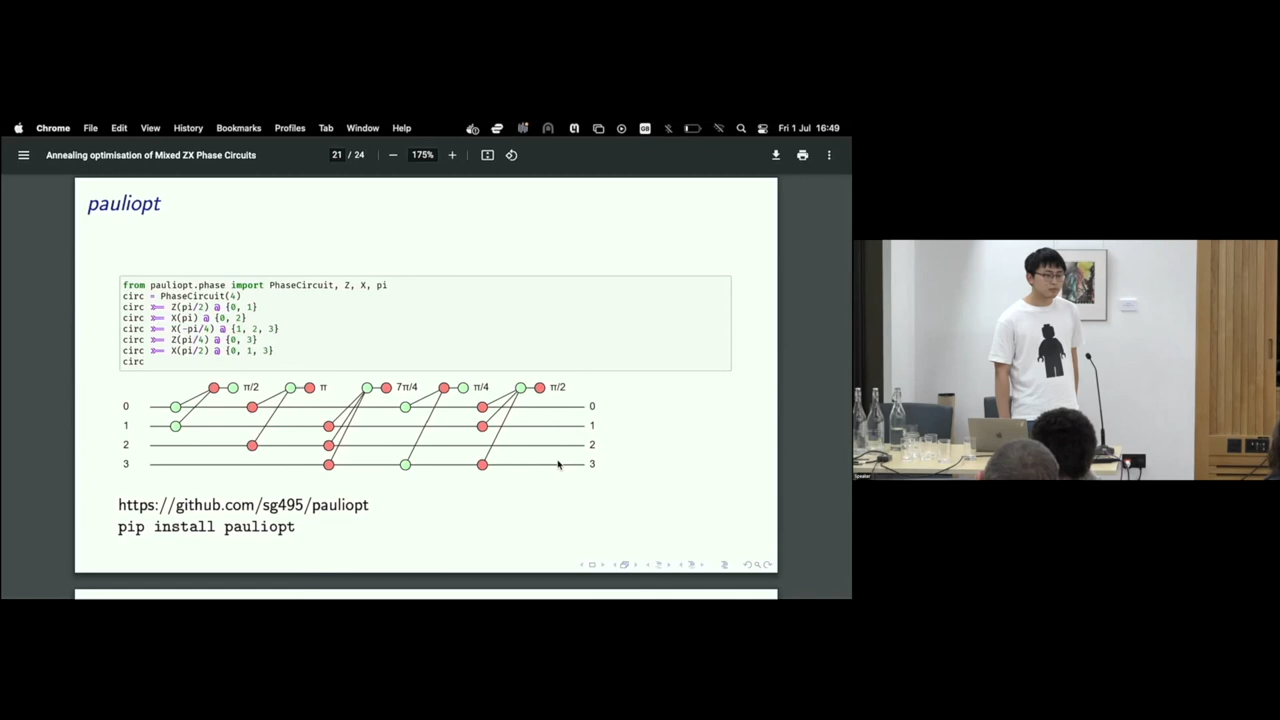 Chrome File Edit View History Bookmarks Profiles Tab Window Help GB Fri 1 Jul 16:49
Annealing optimisation of Mixed ZX Phase Circuits 21 / 24 175%
pauliopt
from pauliopt.phase import PhaseCircuit, Z, X, pi
circ = PhaseCircuit(4)
circ >>= Z(pi/2) @ {0, 1}
circ >>= X(pi) @ {0, 2}
circ >>= X(-pi/4) @ {1, 2, 3}
circ >>= Z(pi/4) @ {0, 3}
circ >>= X(pi/2) @ {0, 1, 3}
circ
π/2 π 7π/4 π/4 π/2
0 0
1 1
2 2
3 3
https://github.com/sg495/pauliopt
pip install pauliopt
Speaker